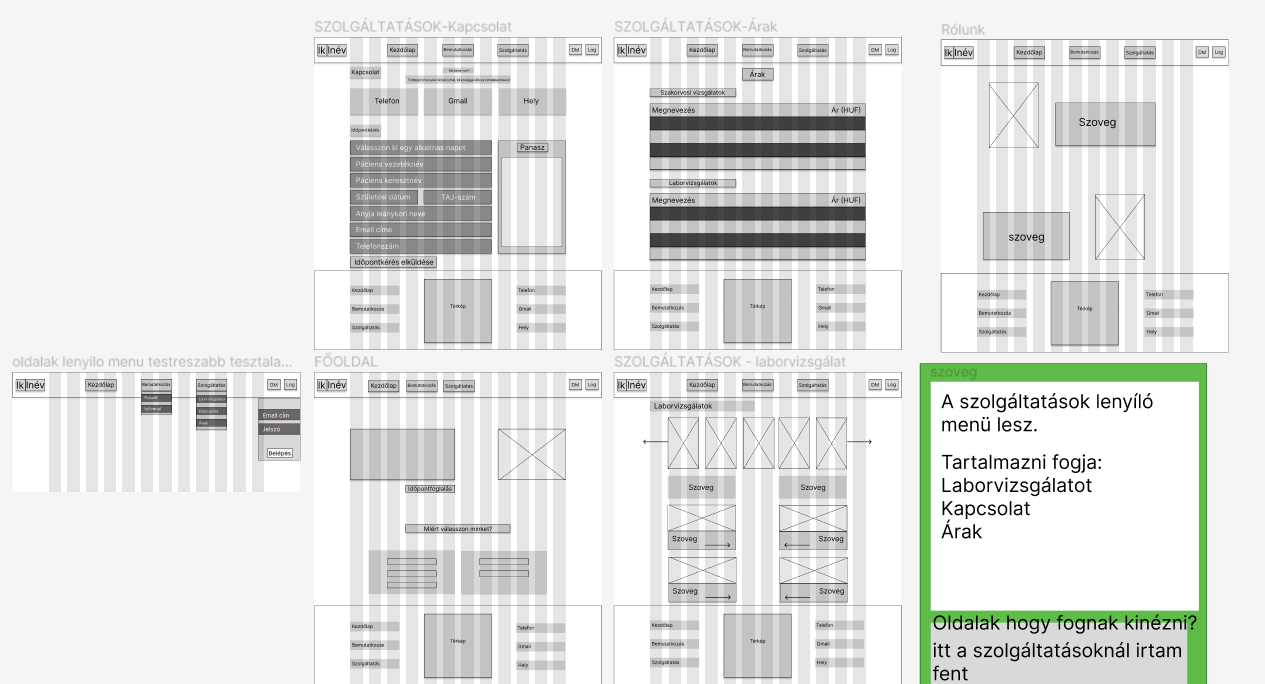 SZOLGÁLTATÁSOK-Kapcsolat
Ik Név
Kezdőlap
Bemutatkozás
Szolgáltatás
DM
Log
Kapcsolat
Telefon
Gmail
Hely
Időpontkérés
Válasszon ki egy alkalmas napot
Páciens vezetéknév
Páciens keresztnév
Születési dátum
TAJ-szám
Anyja leánykori neve
Email címe
Telefonszám
Panasz
Időpontkérés elküldése
Kezdőlap
Bemutatkozás
Szolgáltatás
Térkép
Telefon
Gmail
Hely
SZOLGÁLTATÁSOK-Árak
Ik Név
Kezdőlap
Bemutatkozás
Szolgáltatás
DM
Log
Árak
Szakorvosi vizsgálatok
Megnevezés
Ár (HUF)
Laborvizsgálatok
Megnevezés
Ár (HUF)
Kezdőlap
Bemutatkozás
Szolgáltatás
Térkép
Telefon
Gmail
Hely
Rólunk
Ik Név
Kezdőlap
Bemutatkozás
Szolgáltatás
DM
Log
Szoveg
szoveg
Kezdőlap
Bemutatkozás
Szolgáltatás
Térkép
Telefon
Gmail
Hely
oldalak lenyilo menu testreszabb tesztala...
Ik Név
Kezdőlap
Bemutatkozás
Szolgáltatás
DM
Log
Rólunk
Kapcsolat
Árak
Email cím
Jelszó
Belépés
FŐOLDAL
Ik Név
Kezdőlap
Bemutatkozás
Szolgáltatás
DM
Log
Időpontfoglalás
Miért válasszon minket?
Kezdőlap
Bemutatkozás
Szolgáltatás
Térkép
Telefon
Gmail
Hely
SZOLGÁLTATÁSOK - laborvizsgálat
Ik Név
Kezdőlap
Bemutatkozás
Szolgáltatás
DM
Log
Laborvizsgálatok
Szoveg
Szoveg
Szoveg
Szoveg
Szoveg
Szoveg
Kezdőlap
Bemutatkozás
Szolgáltatás
Térkép
Telefon
Gmail
Hely
szoveg
A szolgáltatások lenyíló
menü lesz.
Tartalmazni fogja:
Laborvizsgálatot
Kapcsolat
Árak
Oldalak hogy fognak kinézni?
itt a szolgáltatásoknál irtam
fent